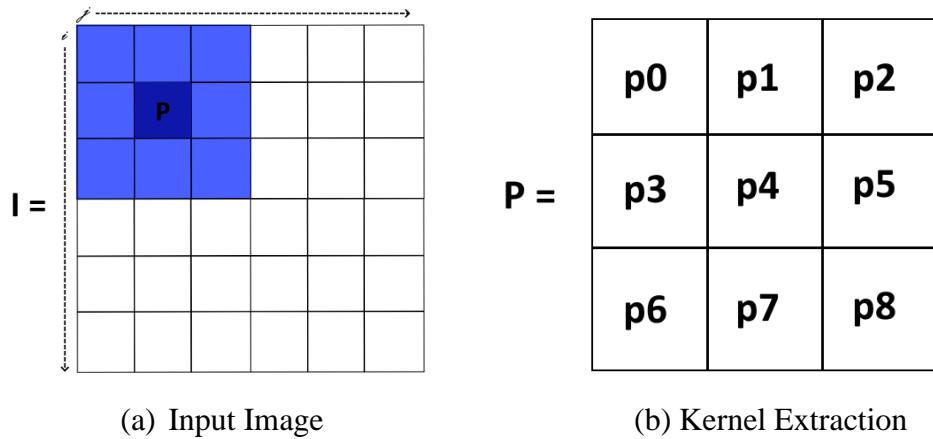 j
i
P
I =
p0 p1 p2
P =
p3 p4 p5
p6 p7 p8
(a) Input Image
(b) Kernel Extraction